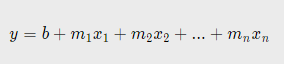 y = b + m₁x₁ + m₂x₂ + ... + mₙxₙ